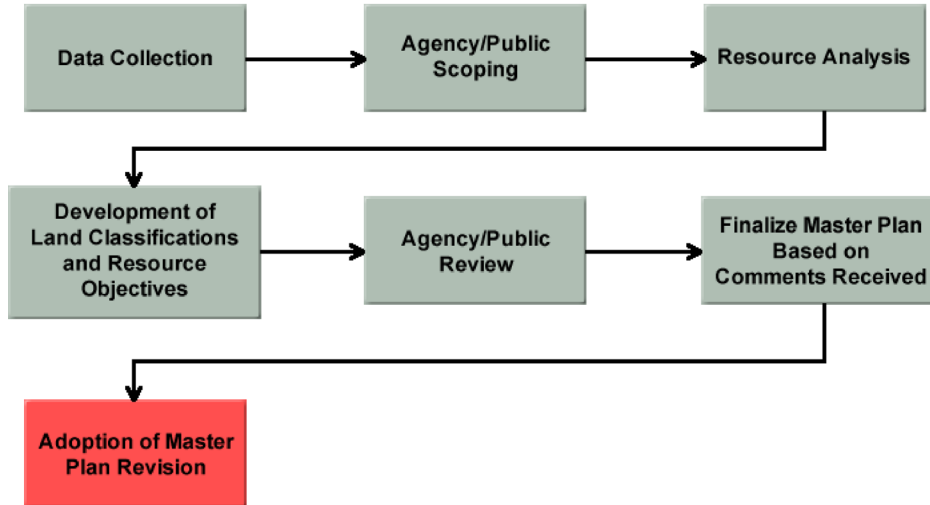 Data Collection
Agency/Public
Scoping
Resource Analysis
Development of
Land Classifications
and Resource
Objectives
Agency/Public
Review
Finalize Master Plan
Based on
Comments Received
Adoption of Master
Plan Revision